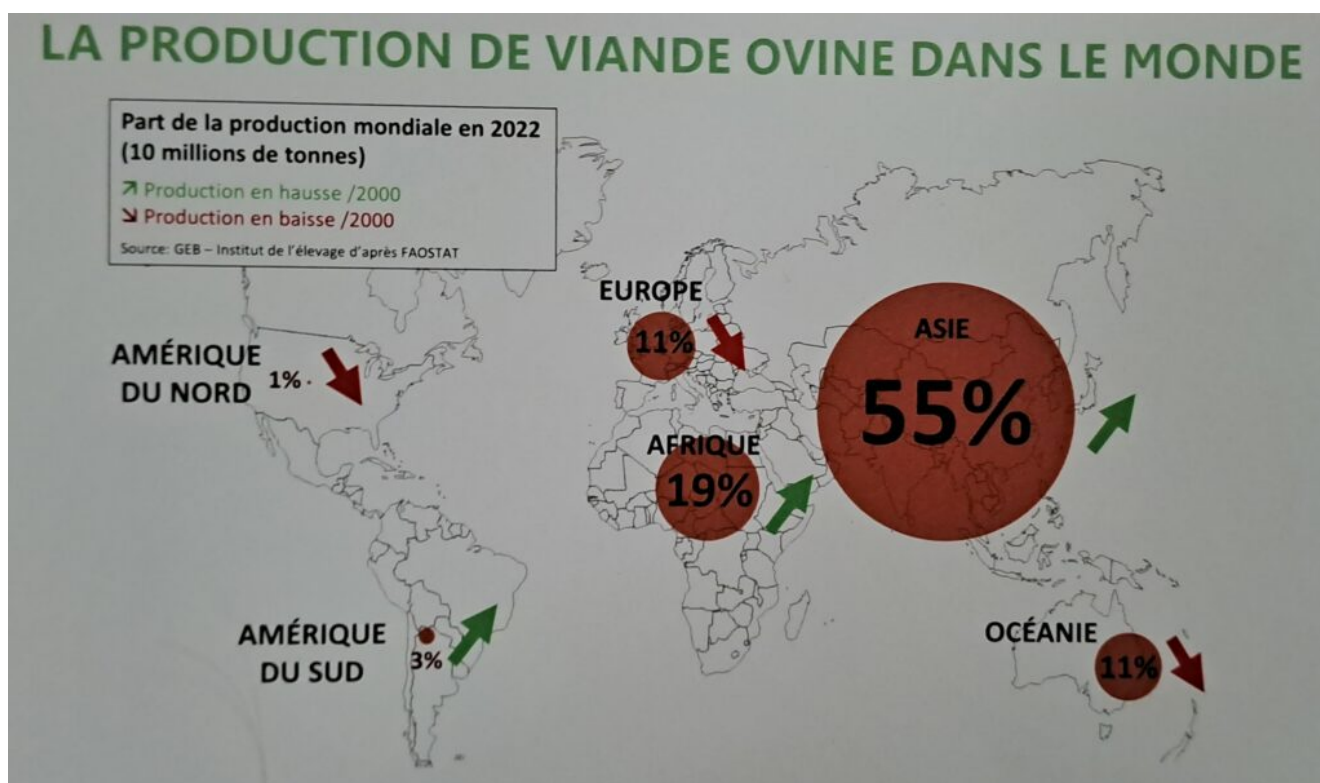 LA PRODUCTION DE VIANDE OVINE DANS LE MONDE
Part de la production mondiale en 2022
(10 millions de tonnes)
↗ Production en hausse /2000
↘ Production en baisse /2000
Source: GEB – Institut de l'élevage d'après FAOSTAT
EUROPE
11%
ASIE
55%
AMÉRIQUE
DU NORD
1%
AFRIQUE
19%
AMÉRIQUE
DU SUD
3%
OCÉANIE
11%